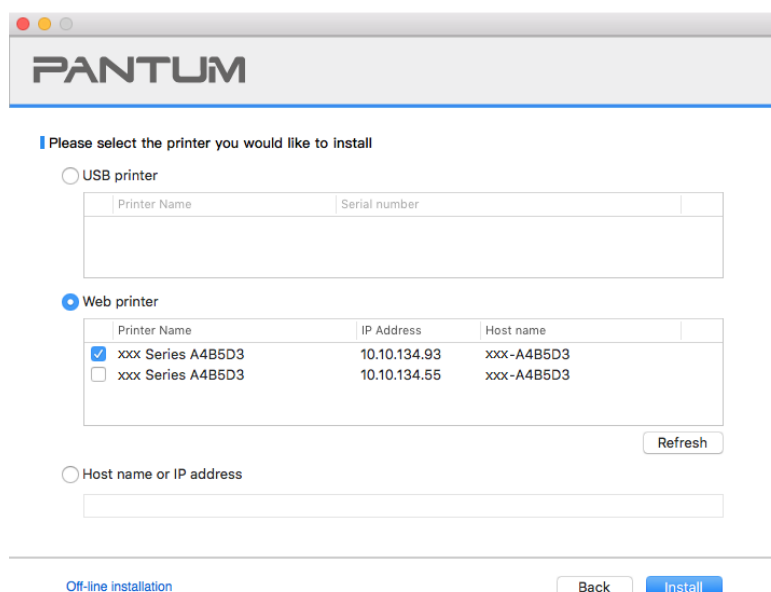 PANTUM
Please select the printer you would like to install
USB printer
Printer Name Serial number
Web printer
Printer Name IP Address Host name
xxx Series A4B5D3 10.10.134.93 xxx-A4B5D3
xxx Series A4B5D3 10.10.134.55 xxx-A4B5D3
Refresh
Host name or IP address
Off-line installation Back Install